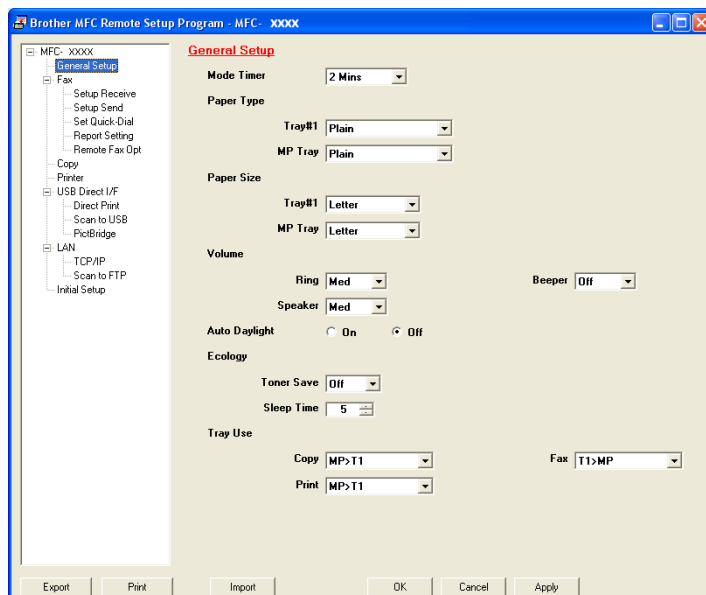 Brother MFC Remote Setup Program - MFC- XXXX
MFC- XXXX
General Setup
Fax
Setup Receive
Setup Send
Set Quick-Dial
Report Setting
Remote Fax Opt
Copy
Printer
USB Direct I/F
Direct Print
Scan to USB
PictBridge
LAN
TCP/IP
Scan to FTP
Initial Setup
General Setup
Mode Timer 2 Mins
Paper Type
Tray#1 Plain
MP Tray Plain
Paper Size
Tray#1 Letter
MP Tray Letter
Volume
Ring Med Beeper Off
Speaker Med
Auto Daylight On Off
Ecology
Toner Save Off
Sleep Time 5
Tray Use
Copy MP>T1 Fax T1>MP
Print MP>T1
Export Print Import OK Cancel Apply